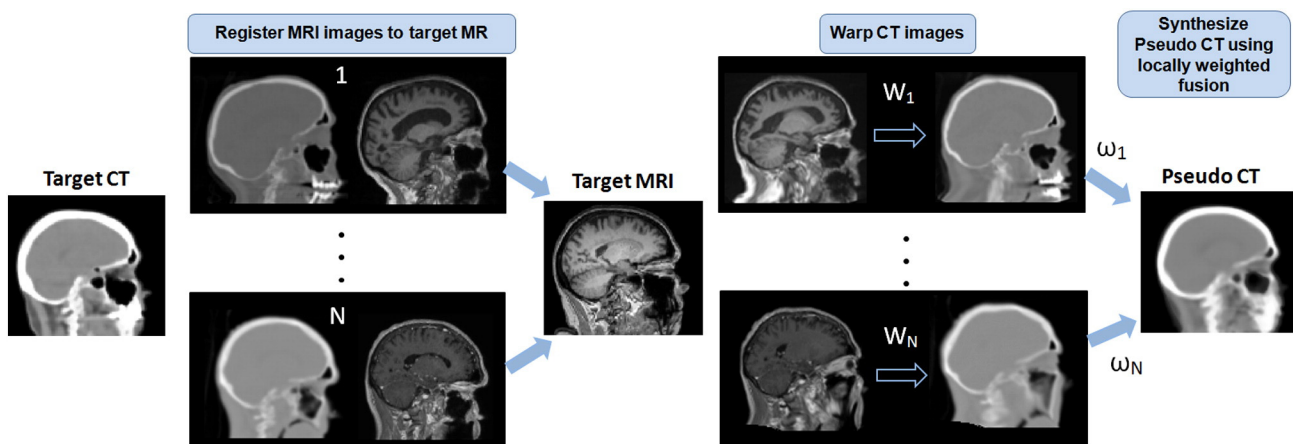 Register MRI images to target MR
Warp CT images
Synthesize
Pseudo CT using
locally weighted
fusion
1
W1
ω1
Target CT
Target MRI
Pseudo CT
N
WN
ωN